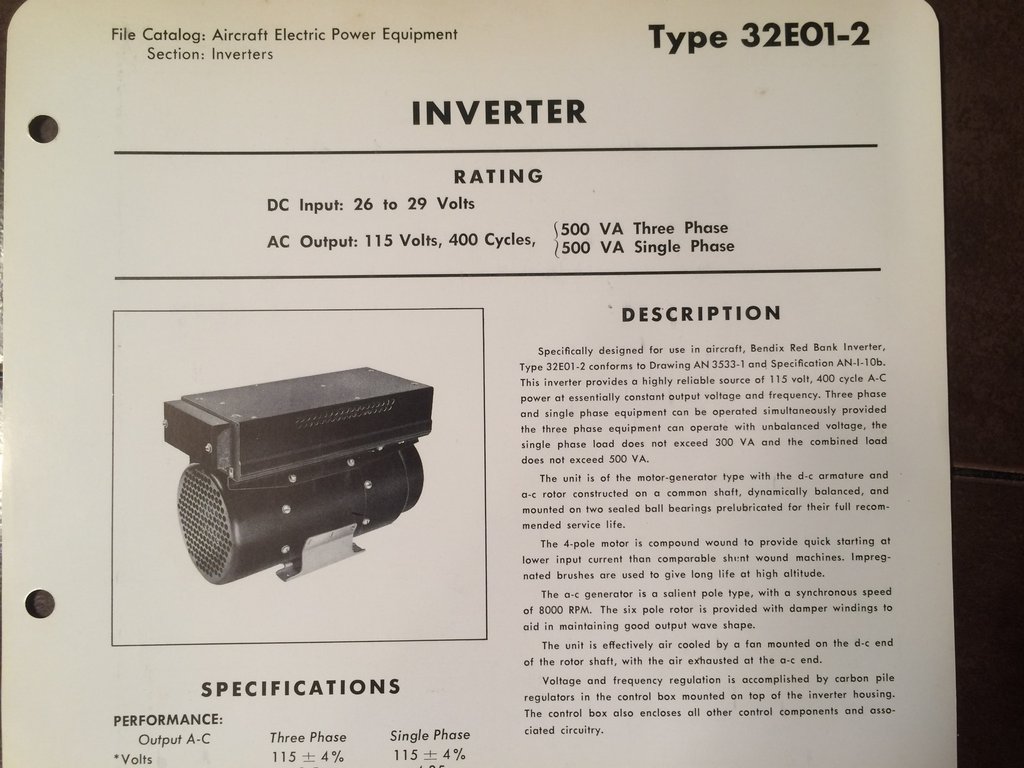 File Catalog: Aircraft Electric Power Equipment
Section: Inverters
Type 32E01-2
INVERTER
RATING
DC Input: 26 to 29 Volts
AC Output: 115 Volts, 400 Cycles, {500 VA Three Phase
{500 VA Single Phase
DESCRIPTION
Specifically designed for use in aircraft, Bendix Red Bank Inverter,
Type 32E01-2 conforms to Drawing AN 3533-1 and Specification AN-I-10b.
This inverter provides a highly reliable source of 115 volt, 400 cycle A-C
power at essentially constant output voltage and frequency. Three phase
and single phase equipment can be operated simultaneously provided
the three phase equipment can operate with unbalanced voltage, the
single phase load does not exceed 300 VA and the combined load
does not exceed 500 VA.
The unit is of the motor-generator type with the d-c armature and
a-c rotor constructed on a common shaft, dynamically balanced, and
mounted on two sealed ball bearings prelubricated for their full recom-
mended service life.
The 4-pole motor is compound wound to provide quick starting at
lower input current than comparable shunt wound machines. Impreg-
nated brushes are used to give long life at high altitude.
The a-c generator is a salient pole type, with a synchronous speed
of 8000 RPM. The six pole rotor is provided with damper windings to
aid in maintaining good output wave shape.
The unit is effectively air cooled by a fan mounted on the d-c end
of the rotor shaft, with the air exhausted at the a-c end.
Voltage and frequency regulation is accomplished by carbon pile
regulators in the control box mounted on top of the inverter housing.
The control box also encloses all other control components and asso-
ciated circuitry.
SPECIFICATIONS
PERFORMANCE:
Output A-C Three Phase Single Phase
*Volts 115 ± 4% 115 ± 4%